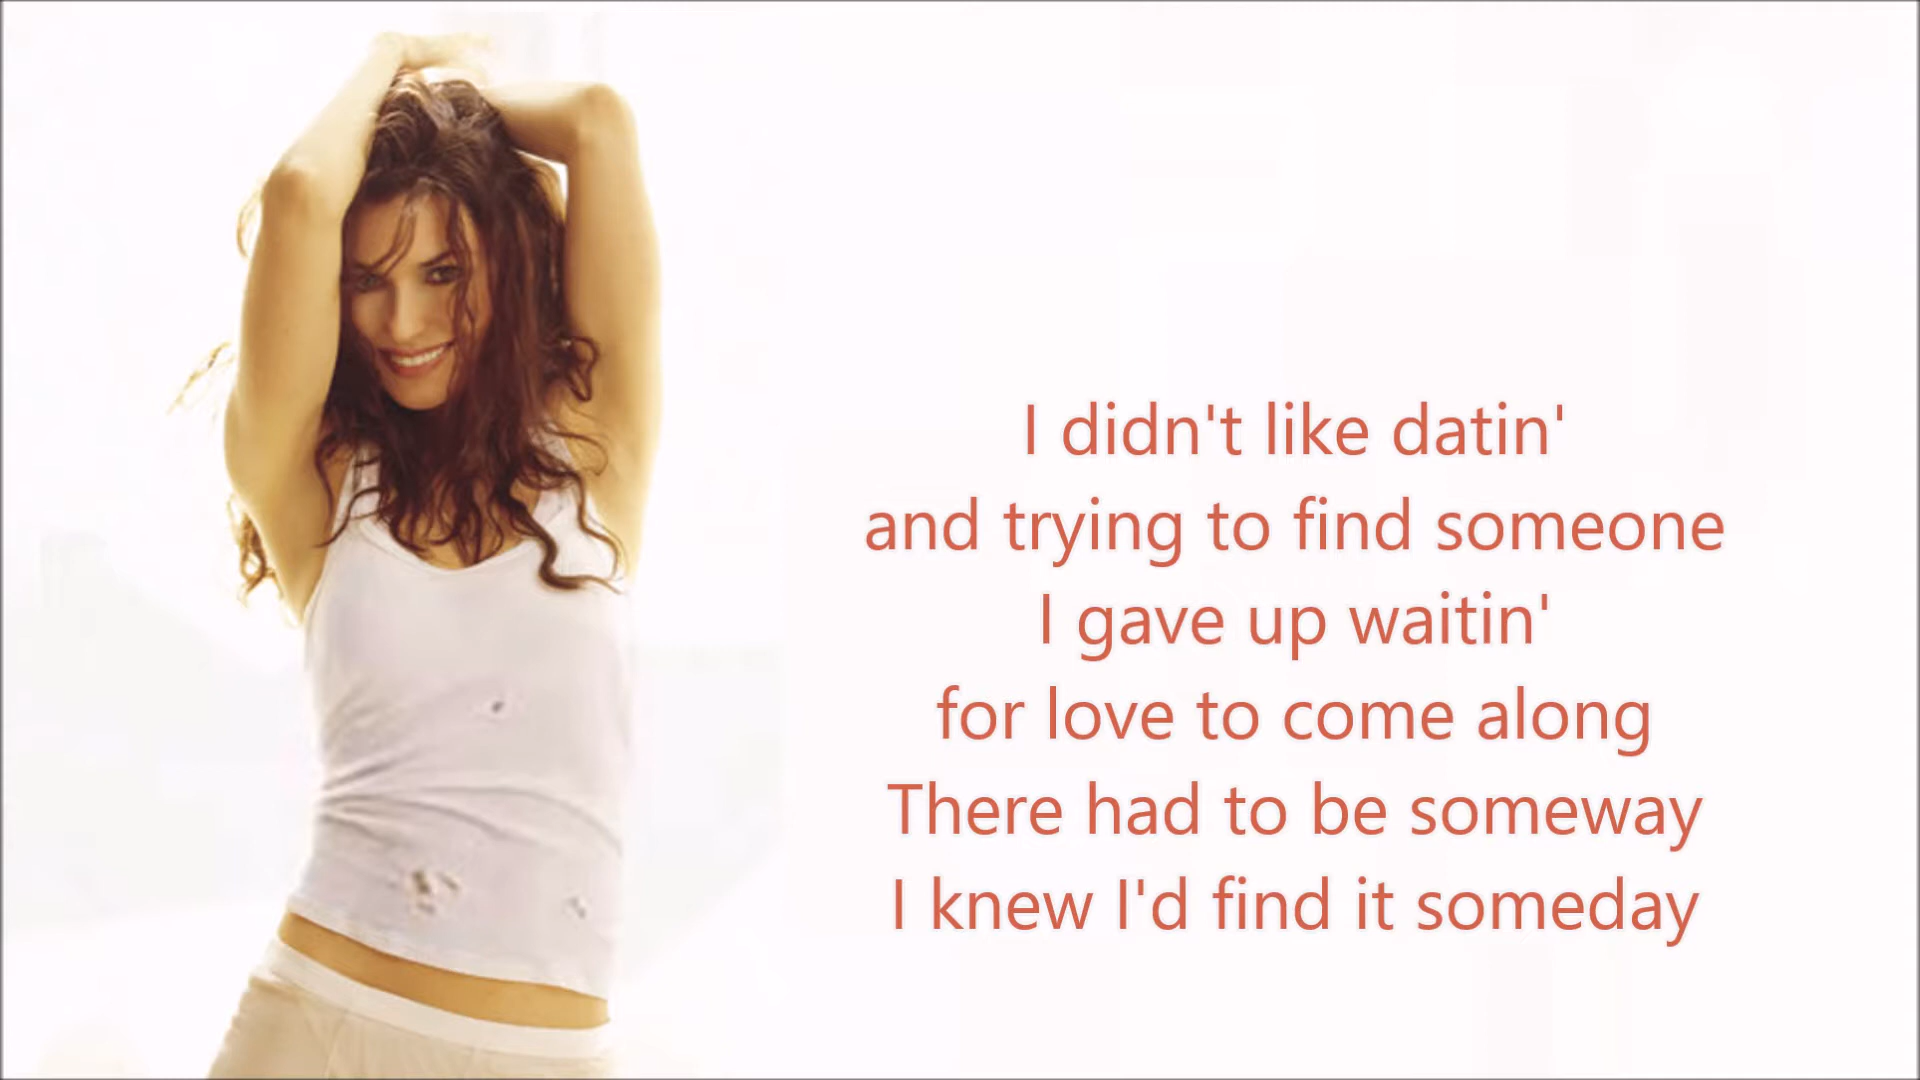 I didn't like datin'
and trying to find someone
I gave up waitin'
for love to come along
There had to be someway
I knew I'd find it someday